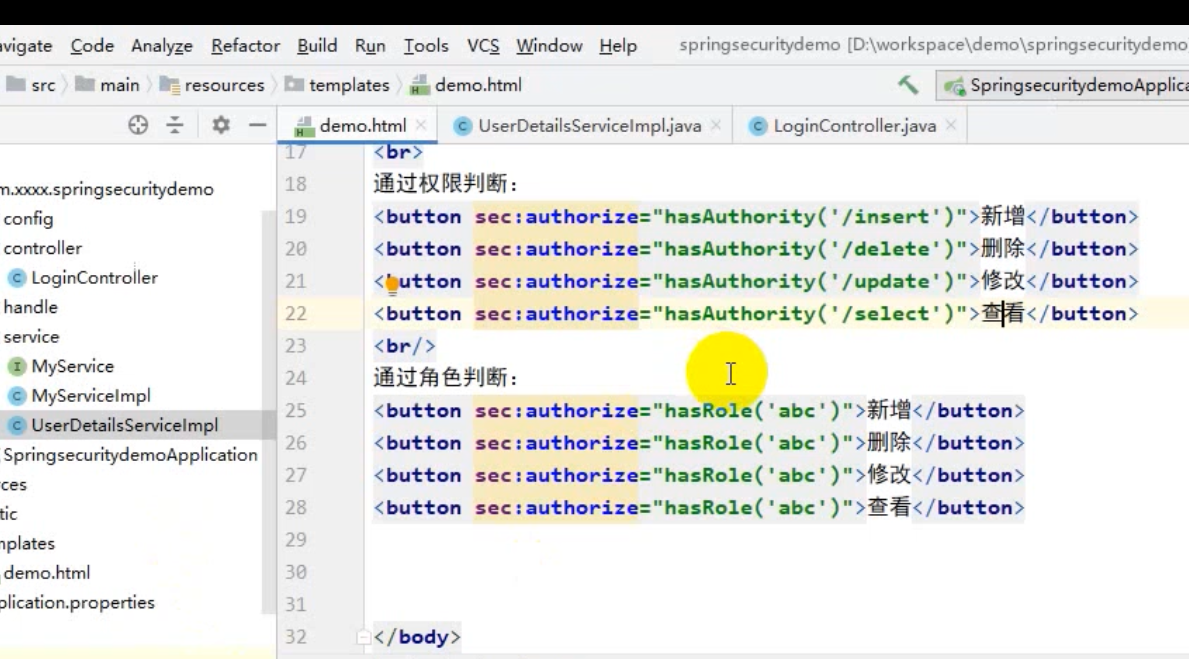 avigate Code Analyze Refactor Build Run Tools VCS Window Help springsecuritydemo [D:\workspace\demo\springsecuritydemo
src main resources templates demo.html SpringsecuritydemoApplica
demo.html UserDetailsServiceImpl.java LoginController.java
m.xxxx.springsecuritydemo
config
controller
LoginController
handle
service
MyService
MyServiceImpl
UserDetailsServiceImpl
SpringsecuritydemoApplication
ces
tic
mplates
demo.html
plication.properties
17 <br>
18 通过权限判断：
19 <button sec:authorize="hasAuthority('/insert')">新增</button>
20 <button sec:authorize="hasAuthority('/delete')">删除</button>
21 <button sec:authorize="hasAuthority('/update')">修改</button>
22 <button sec:authorize="hasAuthority('/select')">查看</button>
23 <br/>
24 通过角色判断：
25 <button sec:authorize="hasRole('abc')">新增</button>
26 <button sec:authorize="hasRole('abc')">删除</button>
27 <button sec:authorize="hasRole('abc')">修改</button>
28 <button sec:authorize="hasRole('abc')">查看</button>
29
30
31
32 </body>